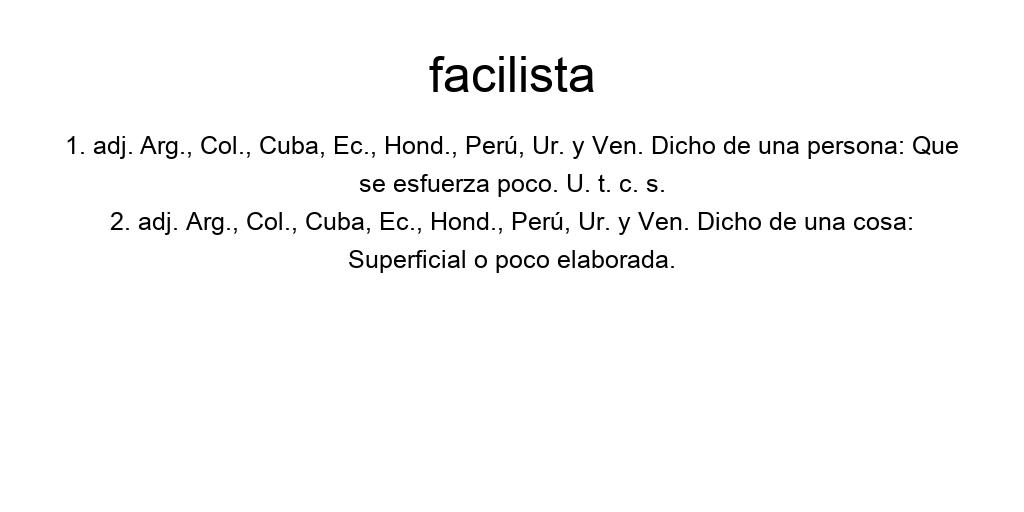 facilista
1. adj. Arg., Col., Cuba, Ec., Hond., Perú, Ur. y Ven. Dicho de una persona: Que
se esfuerza poco. U. t. c. s.
2. adj. Arg., Col., Cuba, Ec., Hond., Perú, Ur. y Ven. Dicho de una cosa:
Superficial o poco elaborada.